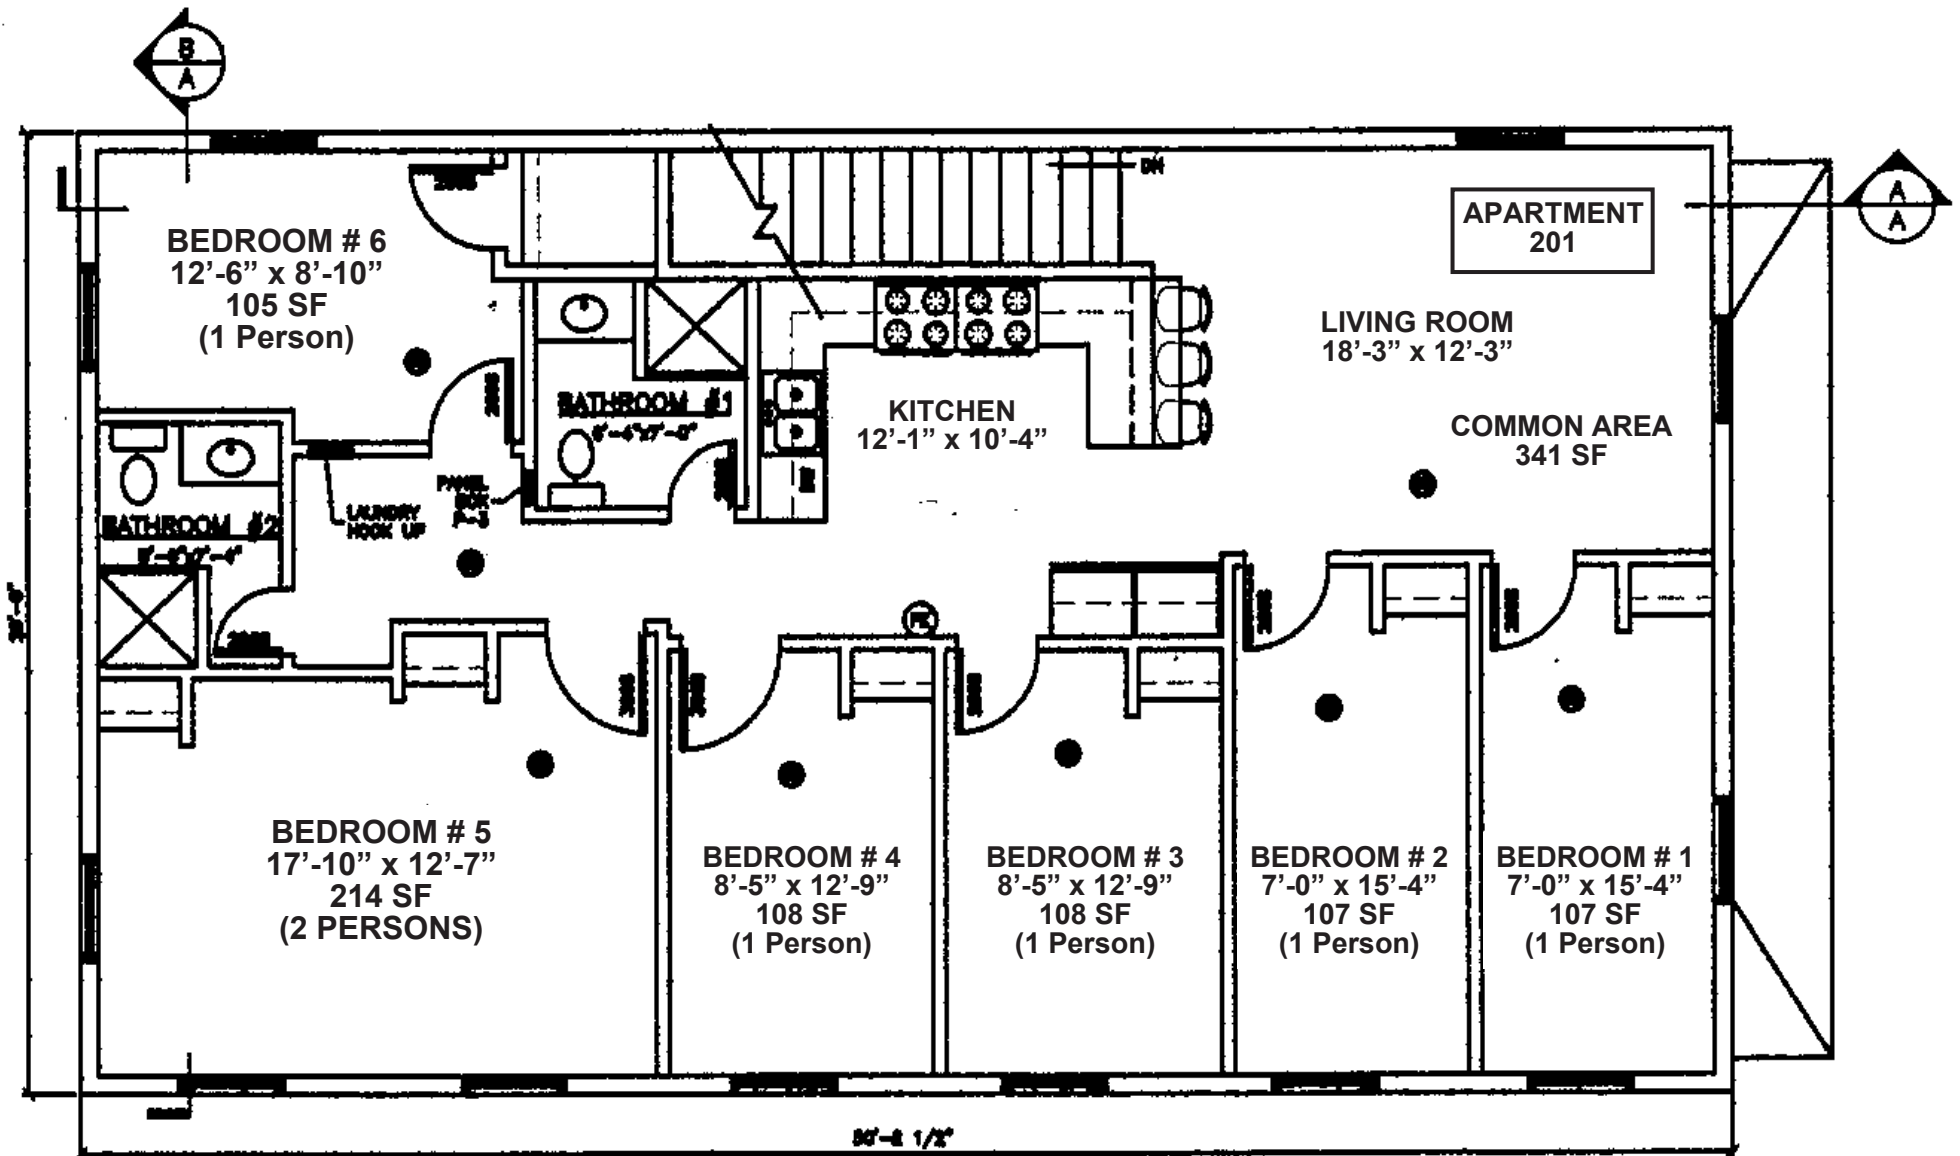 B
A
DN
A
A
APARTMENT
201
BEDROOM # 6
12’-6” x 8’-10”
105 SF
(1 Person)
LIVING ROOM
18’-3” x 12’-3”
BATHROOM #1
KITCHEN
12’-1” x 10’-4”
COMMON AREA
341 SF
PANEL
BOX
P-3
LAUNDRY
HOOK UP
BATHROOM #2
BEDROOM # 5
17’-10” x 12’-7”
214 SF
(2 PERSONS)
BEDROOM # 4
8’-5” x 12’-9”
108 SF
(1 Person)
BEDROOM # 3
8’-5” x 12’-9”
108 SF
(1 Person)
BEDROOM # 2
7’-0” x 15’-4”
107 SF
(1 Person)
BEDROOM # 1
7’-0” x 15’-4”
107 SF
(1 Person)